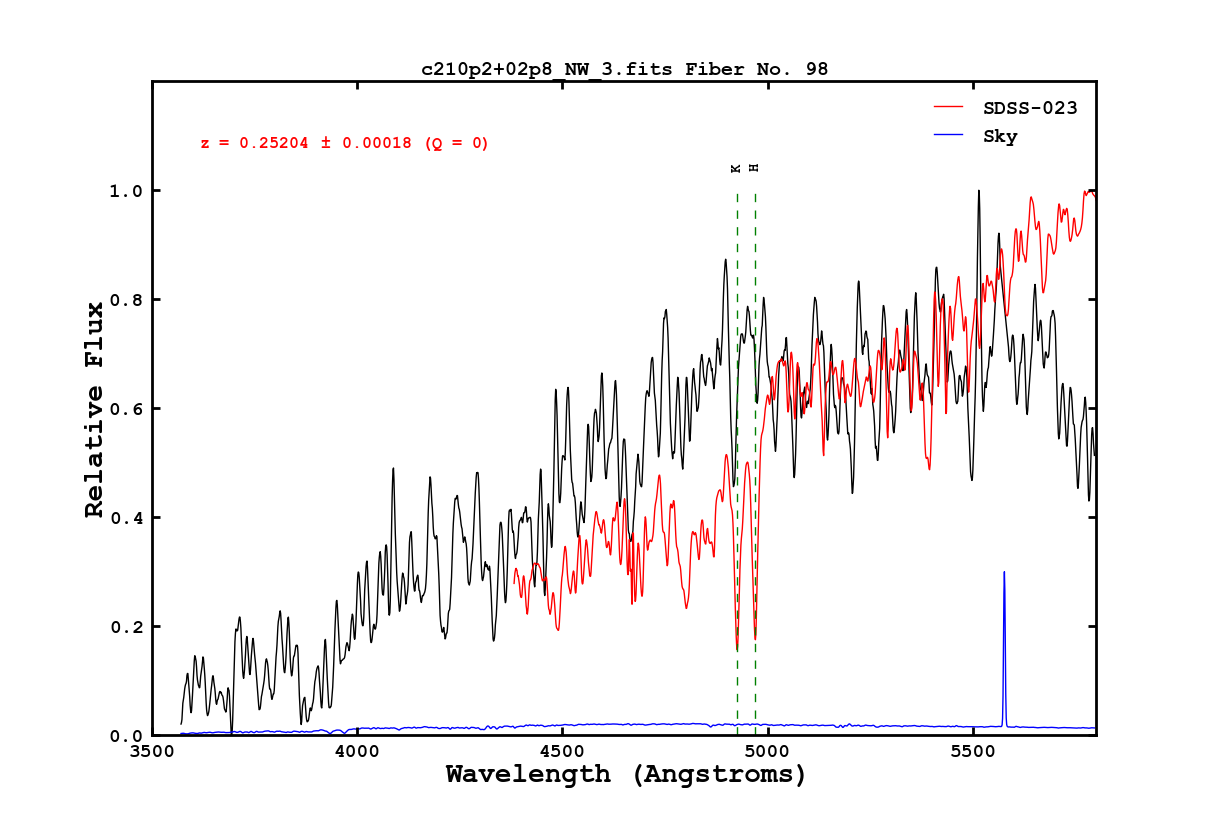 c210p2+02p8_NW_3.fits Fiber No. 98
SDSS-023
Sky
z = 0.25204 ± 0.00018 (Q = 0)
K H
1.0
0.8
0.6
0.4
0.2
0.0
Relative Flux
3500 4000 4500 5000 5500
Wavelength (Angstroms)